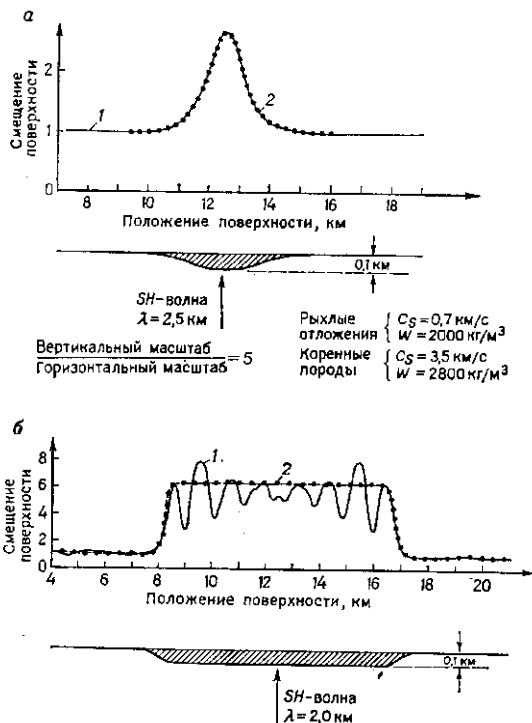 а
Смещение поверхности
2
1
0
1
2
8 10 12 14 16 18
Положение поверхности, км
0,1 км
SH-волна
λ = 2,5 км
Вертикальный масштаб
Горизонтальный масштаб = 5
Рыхлые отложения { C_S = 0,7 км/с
W = 2000 кг/м³
Коренные породы { C_S = 3,5 км/с
W = 2800 кг/м³
б
Смещение поверхности
8
6
4
2
0
1.
2
4 6 8 10 12 14 16 18 20
Положение поверхности, км
0,1 км
SH-волна
λ = 2,0 км